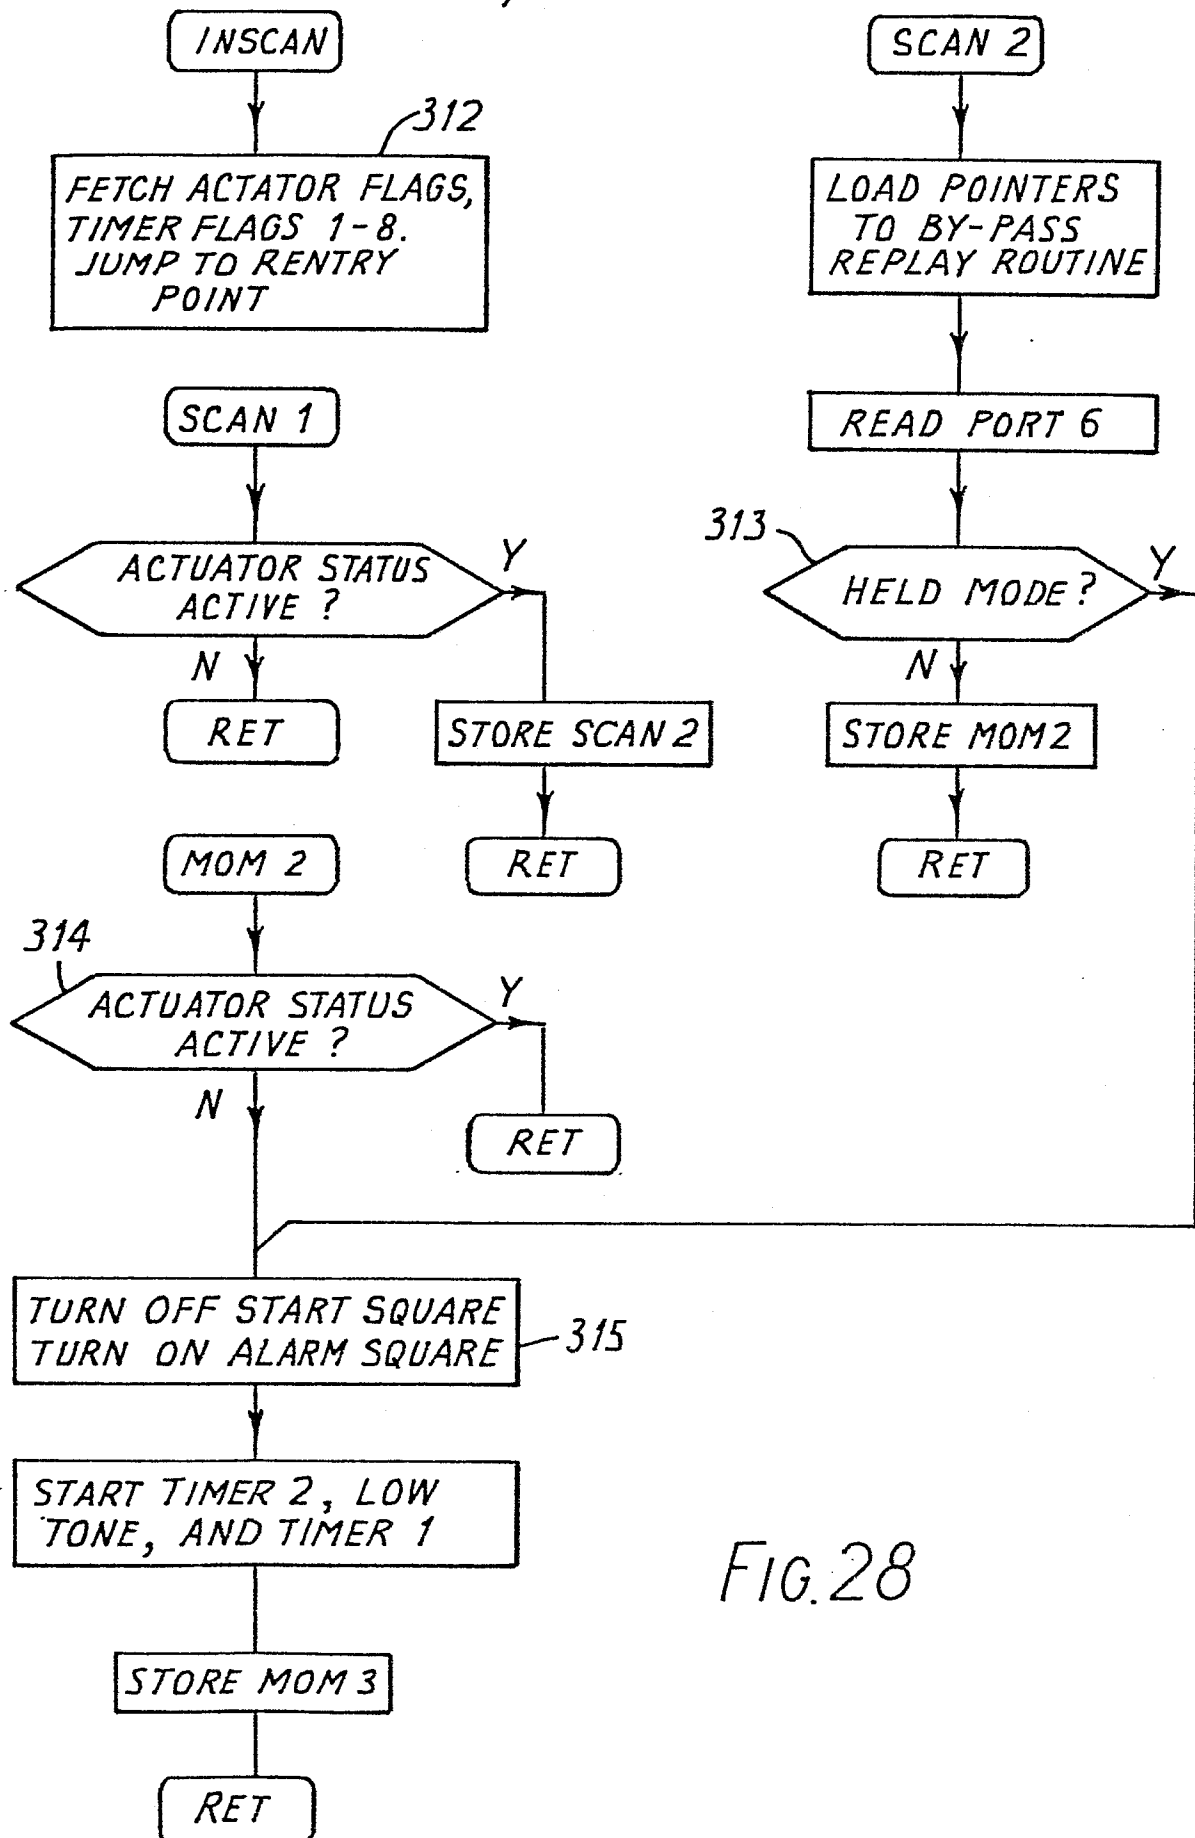 INSCAN
312
FETCH ACTATOR FLAGS,
TIMER FLAGS 1-8.
JUMP TO RENTRY
POINT
SCAN 1
ACTUATOR STATUS
ACTIVE ?
Y
N
RET
STORE SCAN 2
RET
MOM 2
314
ACTUATOR STATUS
ACTIVE ?
Y
N
RET
TURN OFF START SQUARE
TURN ON ALARM SQUARE
315
START TIMER 2, LOW
TONE, AND TIMER 1
STORE MOM 3
RET
SCAN 2
LOAD POINTERS
TO BY-PASS
REPLAY ROUTINE
READ PORT 6
313
HELD MODE?
Y
N
STORE MOM 2
RET
FIG. 28